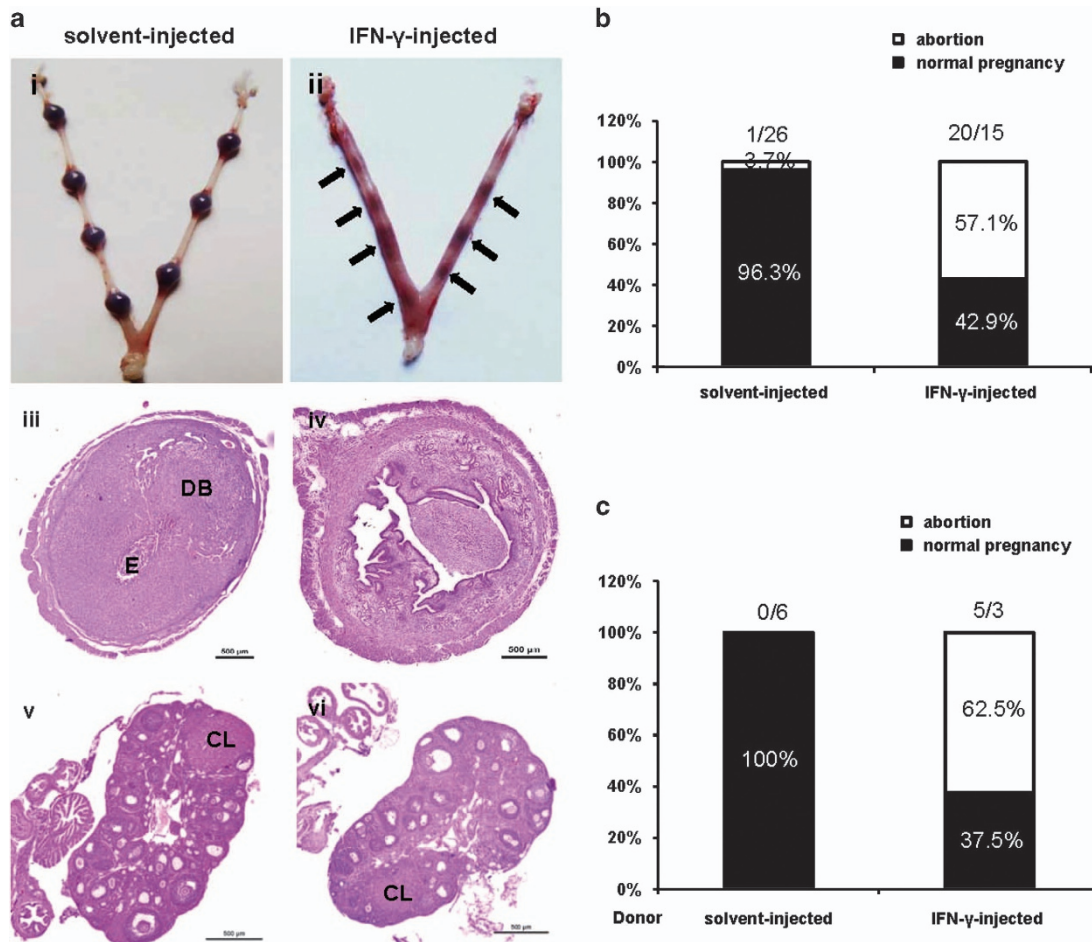 a
solvent-injected
IFN-γ-injected
i
ii
iii
DB
E
500 µm
iv
500 µm
v
CL
500 µm
vi
CL
500 µm
b
abortion
normal pregnancy
120%
100%
80%
60%
40%
20%
0%
1/26
3.7%
96.3%
20/15
57.1%
42.9%
solvent-injected
IFN-γ-injected
c
abortion
normal pregnancy
120%
100%
80%
60%
40%
20%
0%
0/6
100%
5/3
62.5%
37.5%
Donor
solvent-injected
IFN-γ-injected